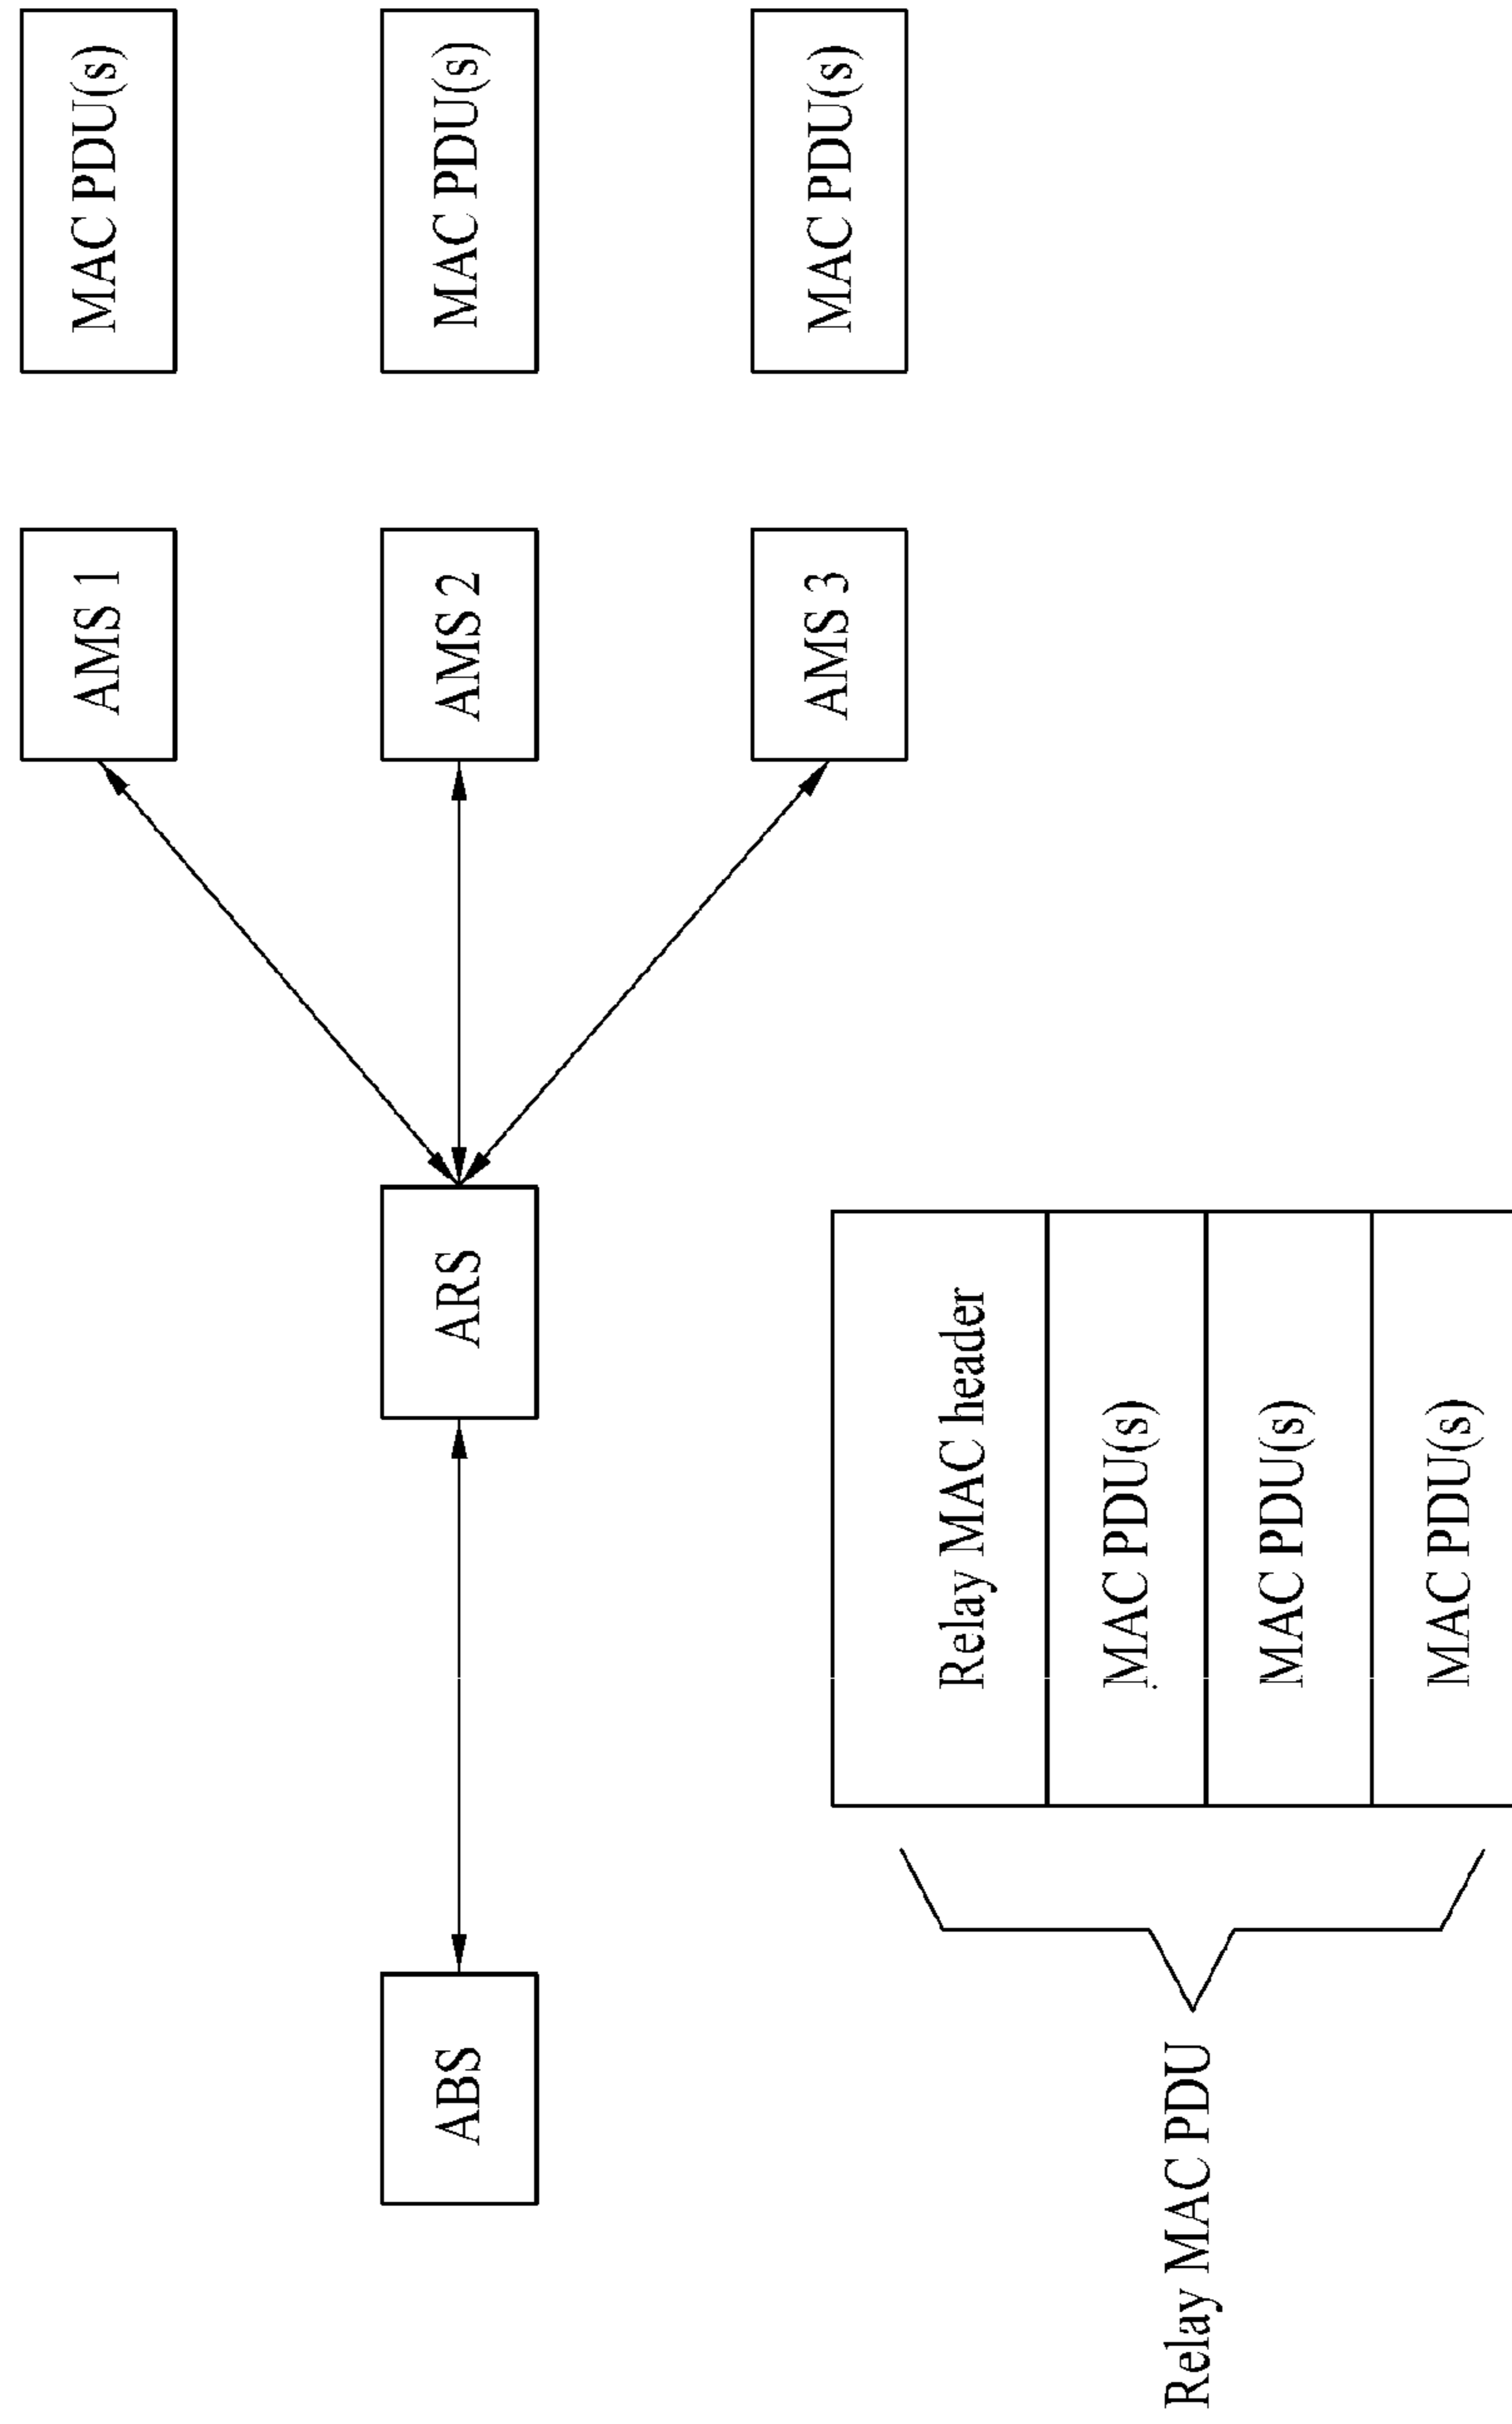 AMS 1
MAC PDU(s)
ABS
ARS
AMS 2
MAC PDU(s)
AMS 3
MAC PDU(s)
Relay MAC header
MAC PDU(s)
Relay MAC PDU
MAC PDU(s)
MAC PDU(s)